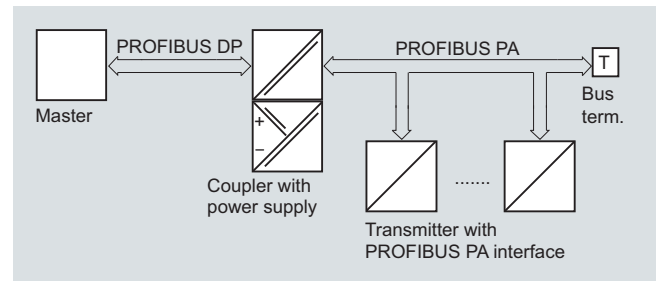 PROFIBUS DP
PROFIBUS PA
T
Master
Bus
term.
+
–
Coupler with
power supply
.......
Transmitter with
PROFIBUS PA interface